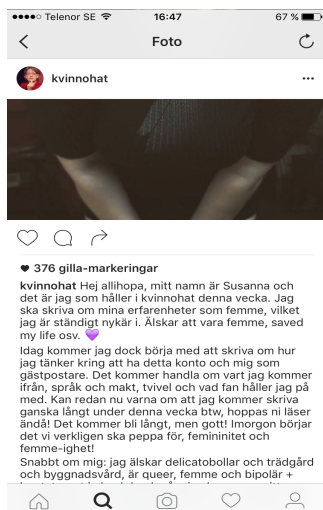 Telenor SE 16:47 67 %
Foto
kvinnohat
376 gilla-markeringar
kvinnohat Hej allihopa, mitt namn är Susanna och
det är jag som håller i kvinnohat denna vecka. Jag
ska skriva om mina erfarenheter som femme, vilket
jag är ständigt nykär i. Älskar att vara femme, saved
my life osv. 💜
Idag kommer jag dock börja med att skriva om hur
jag tänker kring att ha detta konto och mig som
gästpostare. Det kommer handla om vart jag kommer
ifrån, språk och makt, tvivel och vad fan håller jag på
med. Kan redan nu varna om att jag kommer skriva
ganska långt under denna vecka btw, hoppas ni läser
ändå! Det kommer bli långt, men gott! Imorgon börjar
det vi verkligen ska peppa för, femininitet och
femme-ighet!
Snabbt om mig: jag älskar delicatobollar och trädgård
och byggnadsvård, är queer, femme och bipolär +